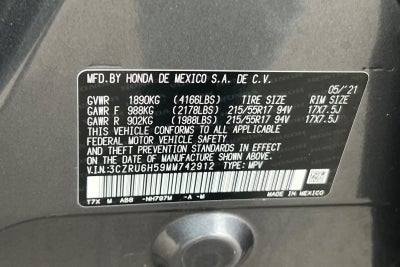 MFD.BY HONDA DE MEXICO S.A. DE C.V.
05/'21
GVWR 1890KG (4166LBS) TIRE SIZE RIM SIZE
GAWR F 988KG (2178LBS) 215/55R17 94V 17X7.5J
GAWR R 902KG (1988LBS) 215/55R17 94V 17X7.5J
THIS VEHICLE CONFORMS TO ALL APPLICABLE
FEDERAL MOTOR VEHICLE SAFETY
AND THEFT PREVENTION STANDARDS IN EFFECT ON
THE DATE OF MANUFACTURE SHOWN ABOVE.
V.I.N:3CZRU6H59MM742912 TYPE: MPV
T7X M AB8 -NH797M -A -M MADE IN MEXICO